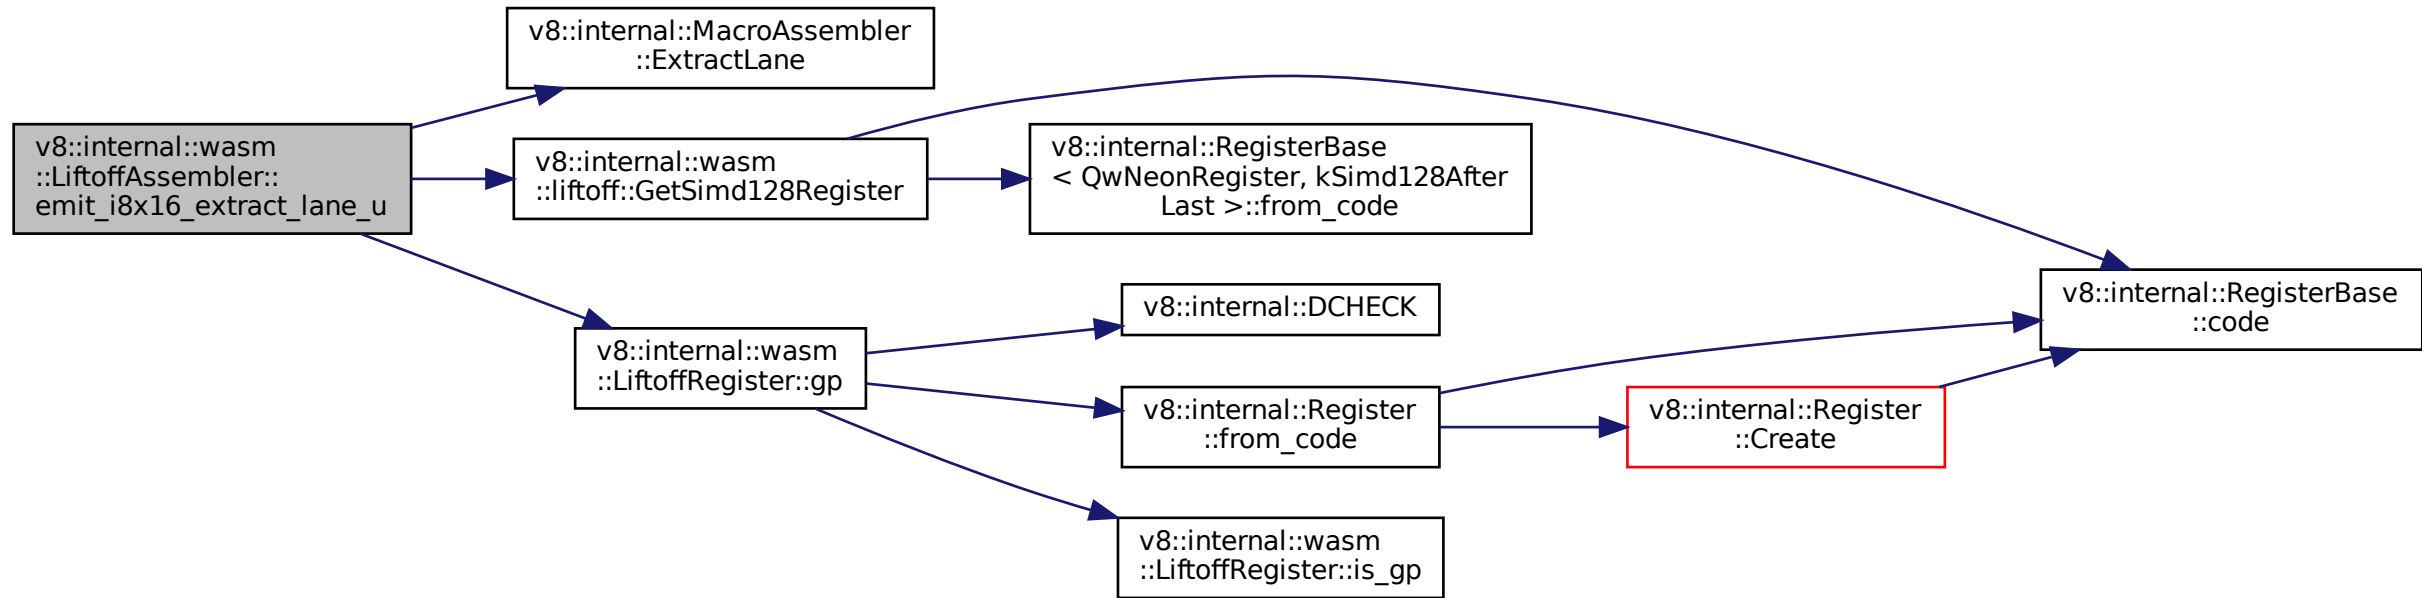 v8::internal::MacroAssembler
::ExtractLane
v8::internal::wasm
::LiftoffAssembler::
emit_i8x16_extract_lane_u
v8::internal::wasm
::liftoff::GetSimd128Register
v8::internal::RegisterBase
< QwNeonRegister, kSimd128After
Last >::from_code
v8::internal::RegisterBase
::code
v8::internal::wasm
::LiftoffRegister::gp
v8::internal::DCHECK
v8::internal::Register
::from_code
v8::internal::Register
::Create
v8::internal::wasm
::LiftoffRegister::is_gp